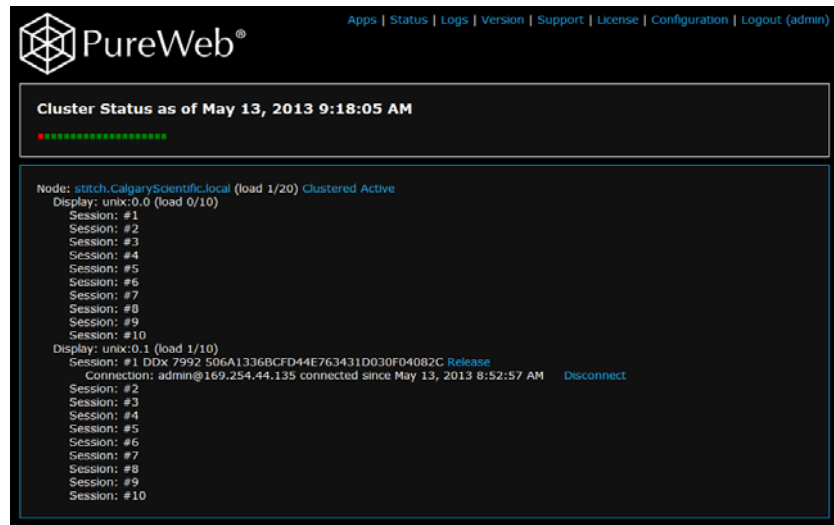 Apps | Status | Logs | Version | Support | License | Configuration | Logout (admin)
PureWeb®
Cluster Status as of May 13, 2013 9:18:05 AM
Node: stitch.CalgaryScientific.local (load 1/20) Clustered Active
Display: unix:0.0 (load 0/10)
Session: #1
Session: #2
Session: #3
Session: #4
Session: #5
Session: #6
Session: #7
Session: #8
Session: #9
Session: #10
Display: unix:0.1 (load 1/10)
Session: #1 DDx 7992 506A1336BCFD44E763431D030F04082C Release
Connection: admin@169.254.44.135 connected since May 13, 2013 8:52:57 AM Disconnect
Session: #2
Session: #3
Session: #4
Session: #5
Session: #6
Session: #7
Session: #8
Session: #9
Session: #10